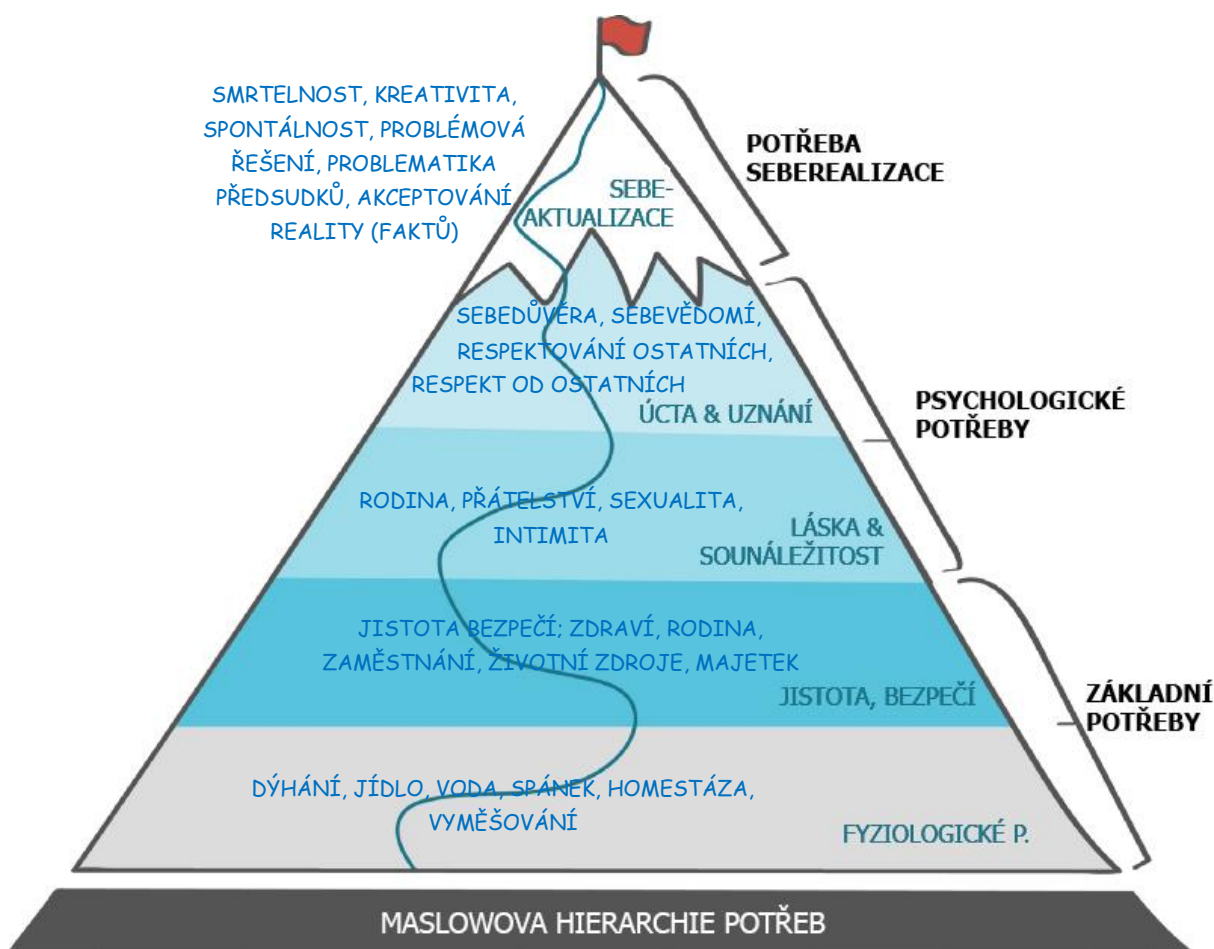 SMRTELNOST, KREATIVITA,
SPONTÁLNOST, PROBLÉMOVÁ
ŘEŠENÍ, PROBLEMATIKA
PŘEDSUDKŮ, AKCEPTOVÁNÍ
REALITY (FAKTŮ)
POTŘEBA
SEBEREALIZACE
SEBE-
AKTUALIZACE
SEBEDŮVĚRA, SEBEVĚDOMÍ,
RESPEKTOVÁNÍ OSTATNÍCH,
RESPEKT OD OSTATNÍCH
ÚCTA & UZNÁNÍ
PSYCHOLOGICKÉ
POTŘEBY
RODINA, PŘÁTELSTVÍ, SEXUALITA,
INTIMITA
LÁSKA &
SOUNÁLEŽITOST
JISTOTA BEZPEČÍ; ZDRAVÍ, RODINA,
ZAMĚSTNÁNÍ, ŽIVOTNÍ ZDROJE, MAJETEK
JISTOTA, BEZPEČÍ
ZÁKLADNÍ
POTŘEBY
DÝHÁNÍ, JÍDLO, VODA, SPÁNEK, HOMESTÁZA,
VYMĚŠOVÁNÍ
FYZIOLOGICKÉ P.
MASLOWOVA HIERARCHIE POTŘEB